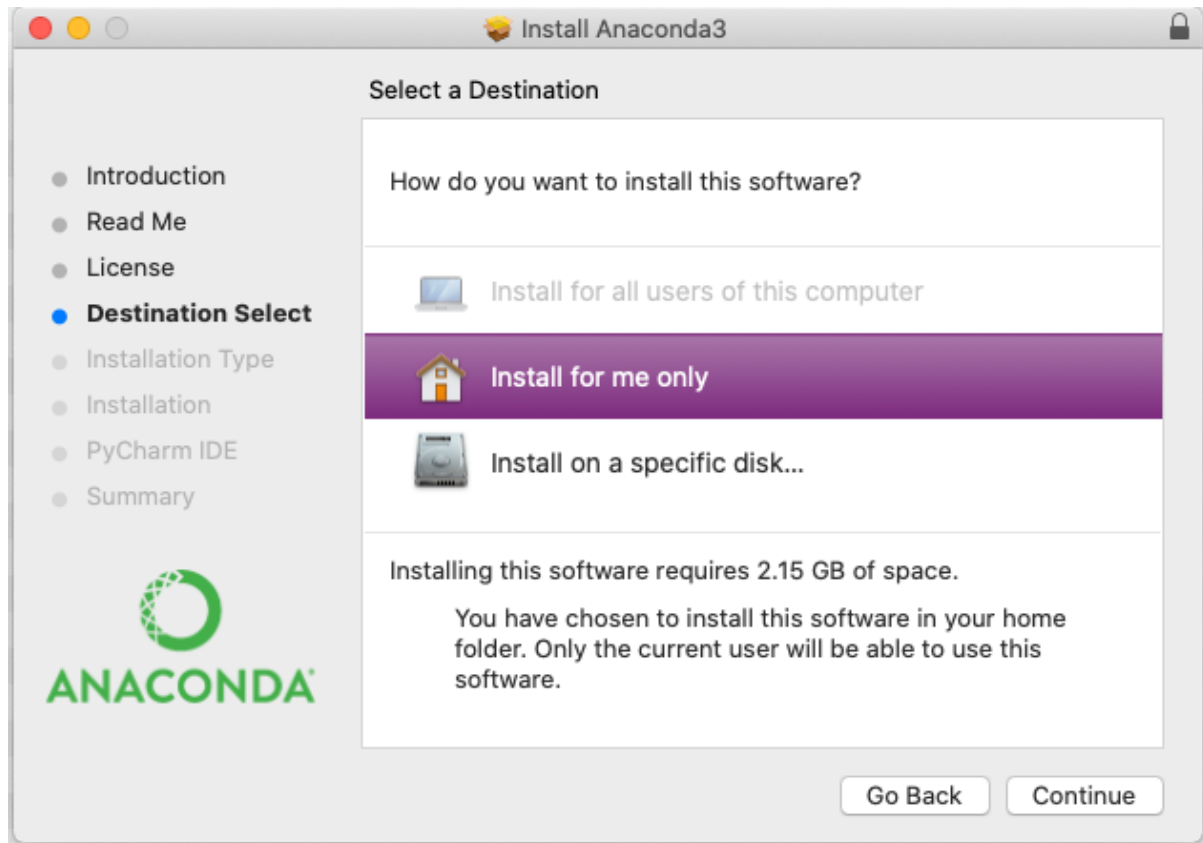 Install Anaconda3
Select a Destination
Introduction
Read Me
License
Destination Select
Installation Type
Installation
PyCharm IDE
Summary
ANACONDA
How do you want to install this software?
Install for all users of this computer
Install for me only
Install on a specific disk...
Installing this software requires 2.15 GB of space.
You have chosen to install this software in your home
folder. Only the current user will be able to use this
software.
Go Back
Continue